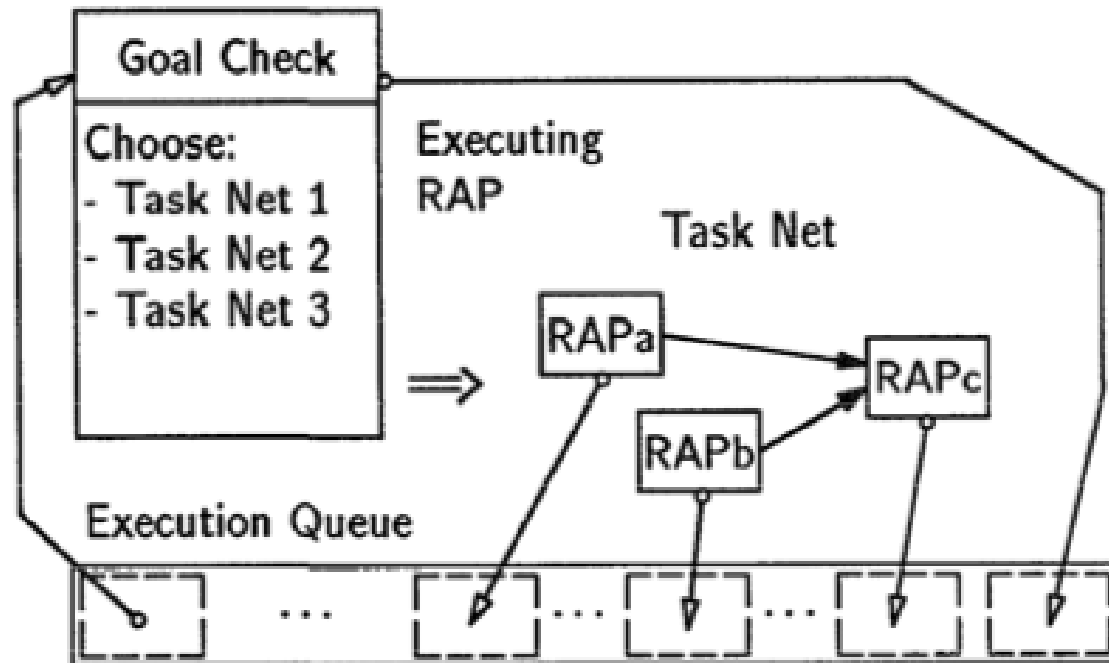 Goal Check
Choose:
- Task Net 1
- Task Net 2
- Task Net 3
Executing
RAP
Task Net
RAPa
RAPc
RAPb
Execution Queue
... ... ...